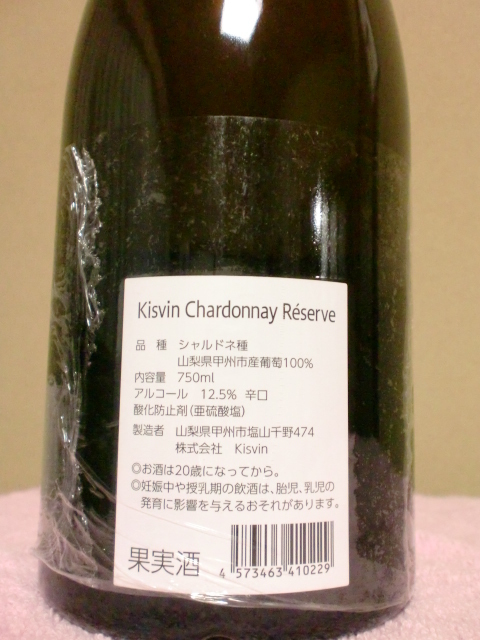 Kisvin Chardonnay Réserve
品 種 シャルドネ種
山梨県甲州市産葡萄100%
内容量 750ml
アルコール 12.5% 辛口
酸化防止剤(亜硫酸塩)
製造者 山梨県甲州市塩山千野474
株式会社 Kisvin
◎お酒は20歳になってから。
◎妊娠中や授乳期の飲酒は、胎児、乳児の
発育に影響を与えるおそれがあります。
果実酒
4 573463 410229